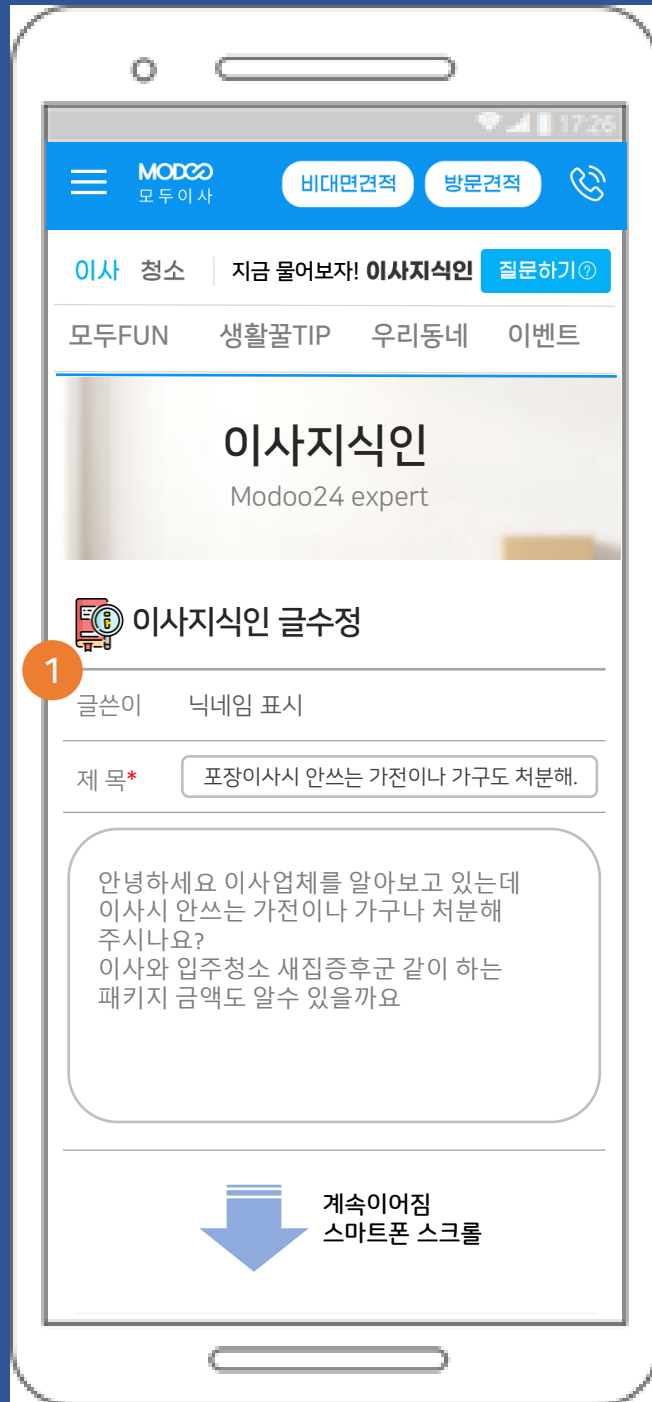 17:26
MODOO
모두이사
비대면견적 방문견적
이사 청소 지금 물어보자! 이사지식인 질문하기?
모두FUN 생활꿀TIP 우리동네 이벤트
이사지식인
Modoo24 expert
이사지식인 글수정
1
글쓴이 닉네임 표시
제 목* 포장이사시 안쓰는 가전이나 가구도 처분해.
안녕하세요 이사업체를 알아보고 있는데
이사시 안쓰는 가전이나 가구나 처분해
주시나요?
이사와 입주청소 새집증후군 같이 하는
패키지 금액도 알수 있을까요
계속이어짐
스마트폰 스크롤